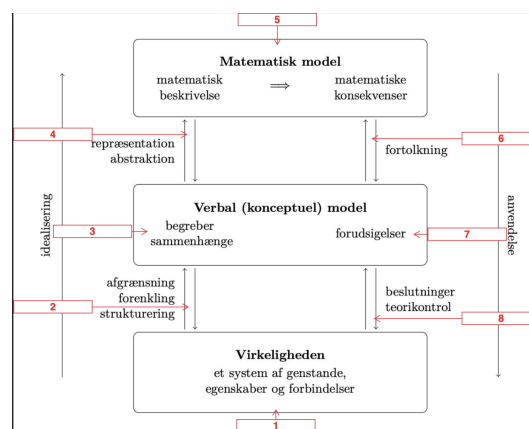 5
Matematisk model
matematisk
beskrivelse
⟹
matematiske
konsekvenser
4
repræsentation
abstraktion
6
fortolkning
idealisering
anvendelse
Verbal (konceptuel) model
3
begreber
sammenhænge
forudsigelser
7
2
afgrænsning
forenkling
strukturering
beslutninger
teorikontrol
8
Virkeligheden
et system af genstande,
egenskaber og forbindelser
1